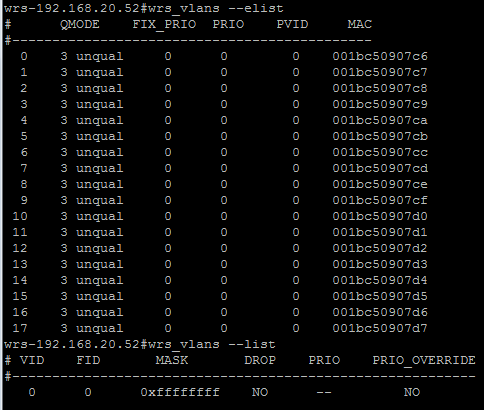 wrs-192.168.20.52#wrs_vlans --elist
# QMODE FIX_PRIO PRIO PVID MAC
#---------------------------------------------
0 3 unqual 0 0 0 001bc50907c6
1 3 unqual 0 0 0 001bc50907c7
2 3 unqual 0 0 0 001bc50907c8
3 3 unqual 0 0 0 001bc50907c9
4 3 unqual 0 0 0 001bc50907ca
5 3 unqual 0 0 0 001bc50907cb
6 3 unqual 0 0 0 001bc50907cc
7 3 unqual 0 0 0 001bc50907cd
8 3 unqual 0 0 0 001bc50907ce
9 3 unqual 0 0 0 001bc50907cf
10 3 unqual 0 0 0 001bc50907d0
11 3 unqual 0 0 0 001bc50907d1
12 3 unqual 0 0 0 001bc50907d2
13 3 unqual 0 0 0 001bc50907d3
14 3 unqual 0 0 0 001bc50907d4
15 3 unqual 0 0 0 001bc50907d5
16 3 unqual 0 0 0 001bc50907d6
17 3 unqual 0 0 0 001bc50907d7
wrs-192.168.20.52#wrs_vlans --list
# VID FID MASK DROP PRIO PRIO_OVERRIDE
#----------------------------------------------------------
0 0 0xffffffff NO -- NO